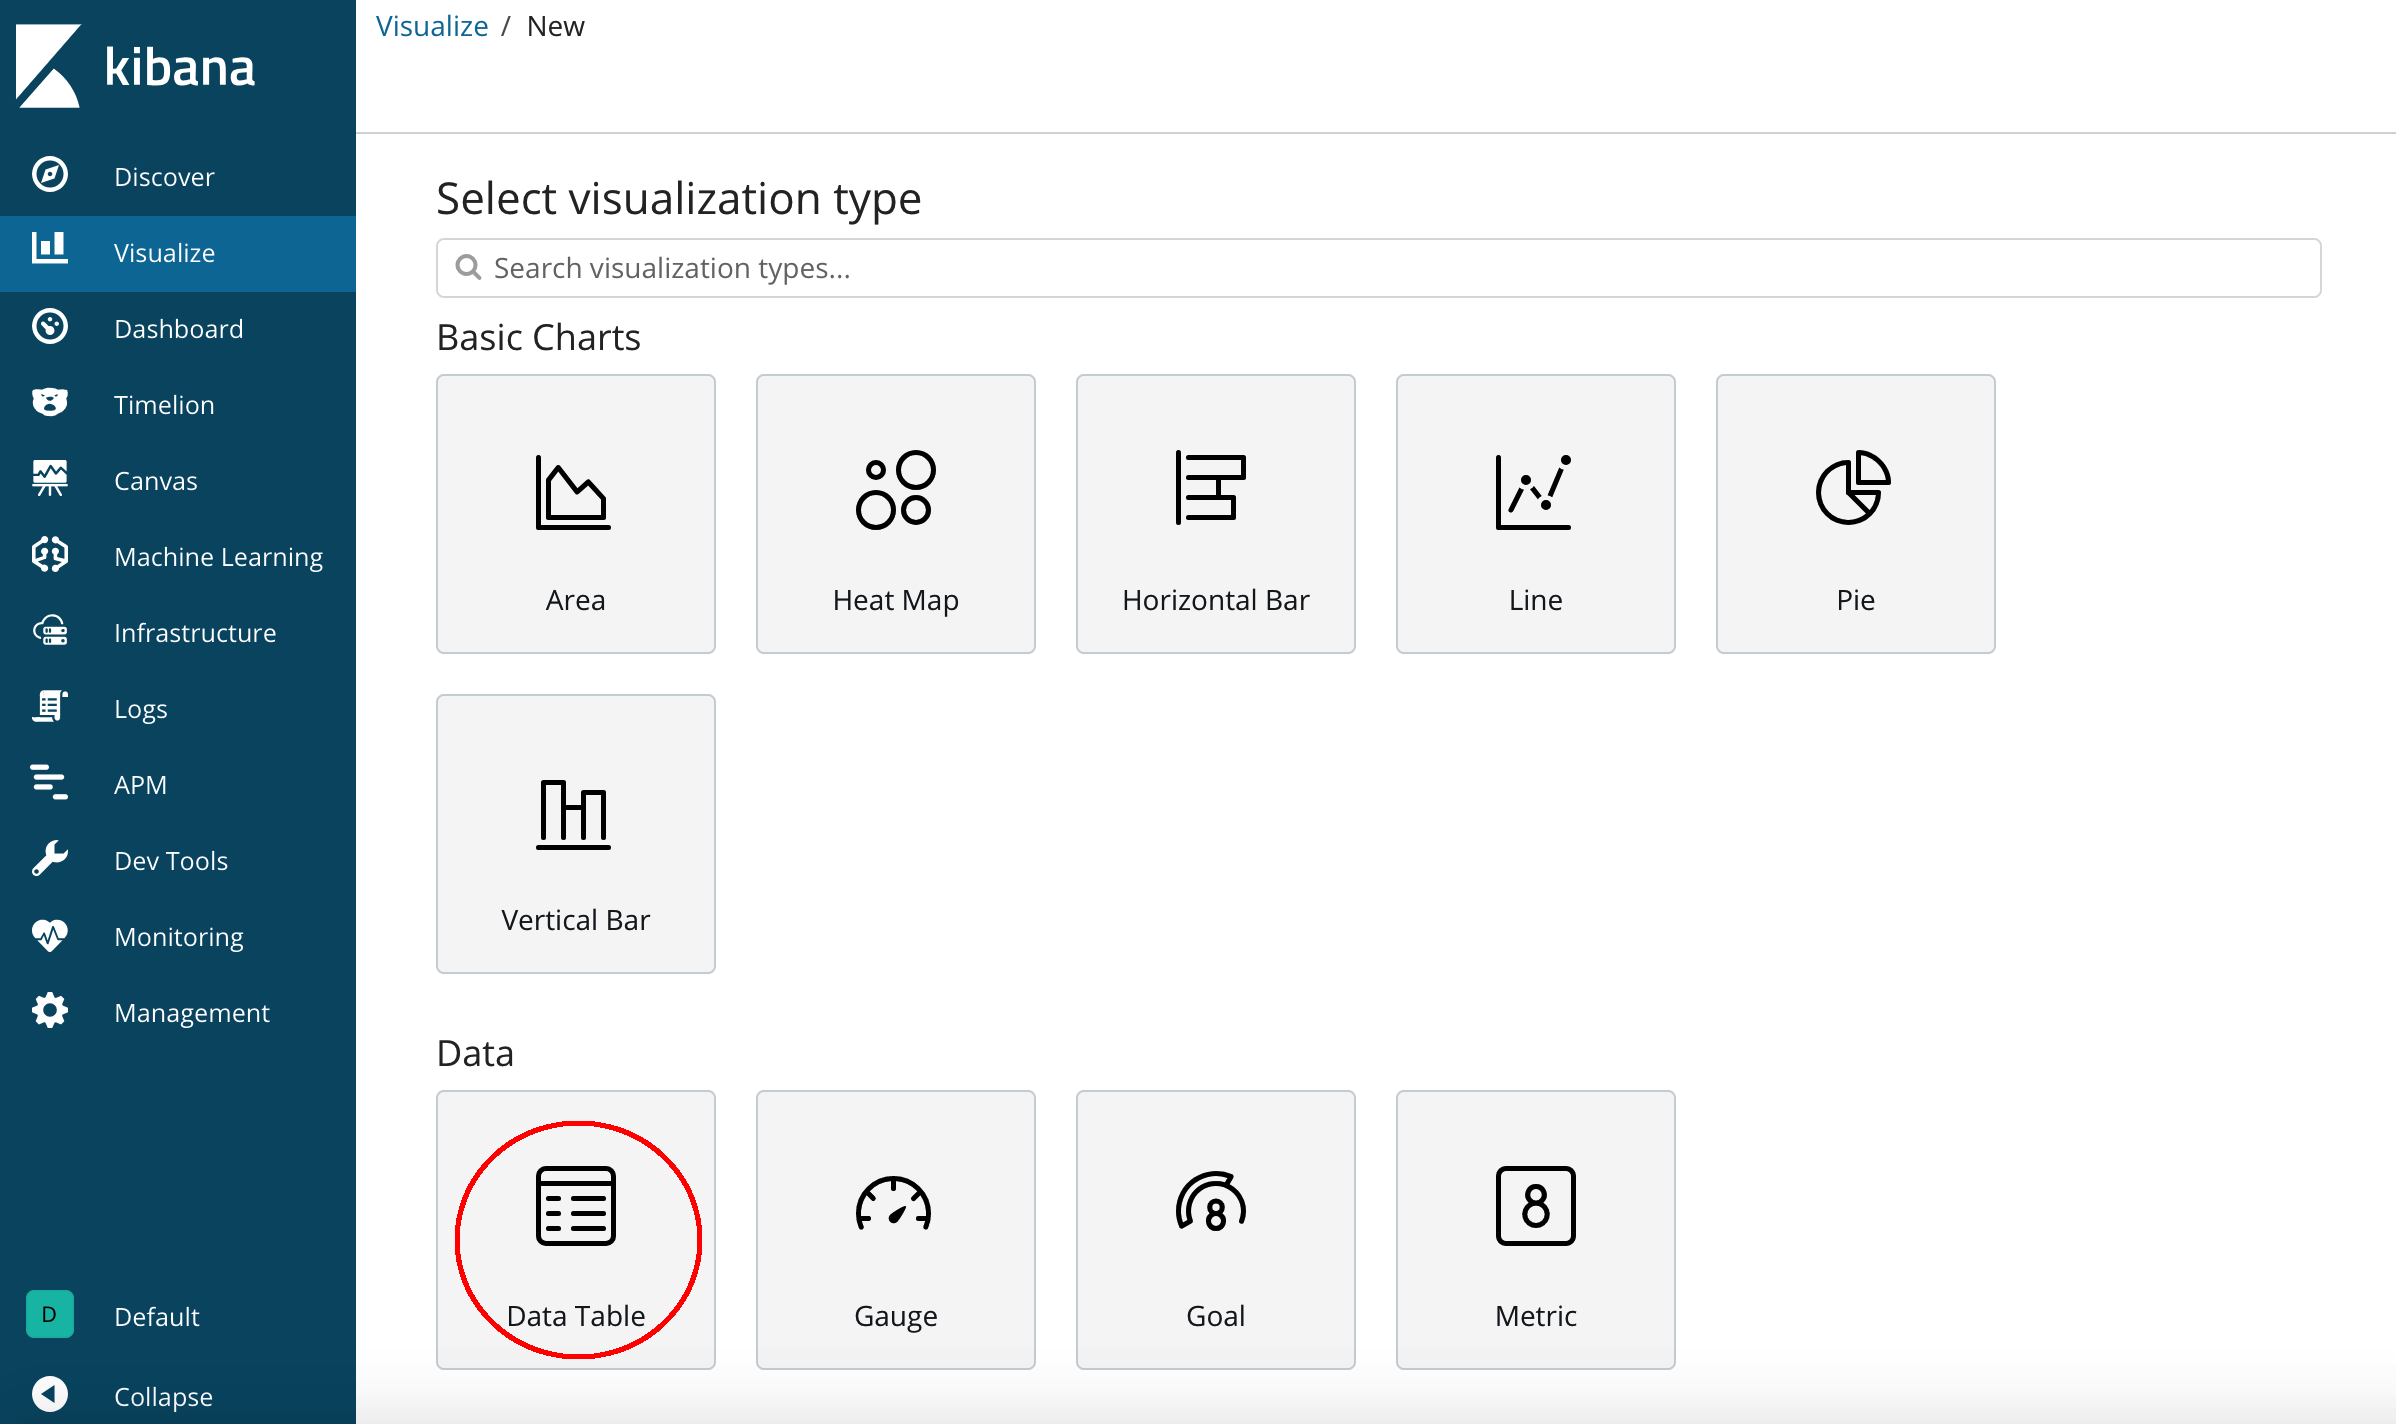 kibana
Discover
Visualize
Dashboard
Timelion
Canvas
Machine Learning
Infrastructure
Logs
APM
Dev Tools
Monitoring
Management
D Default
Collapse
Visualize / New
Select visualization type
Search visualization types...
Basic Charts
Area Heat Map Horizontal Bar Line Pie
Vertical Bar
Data
8 8
Data Table Gauge Goal Metric